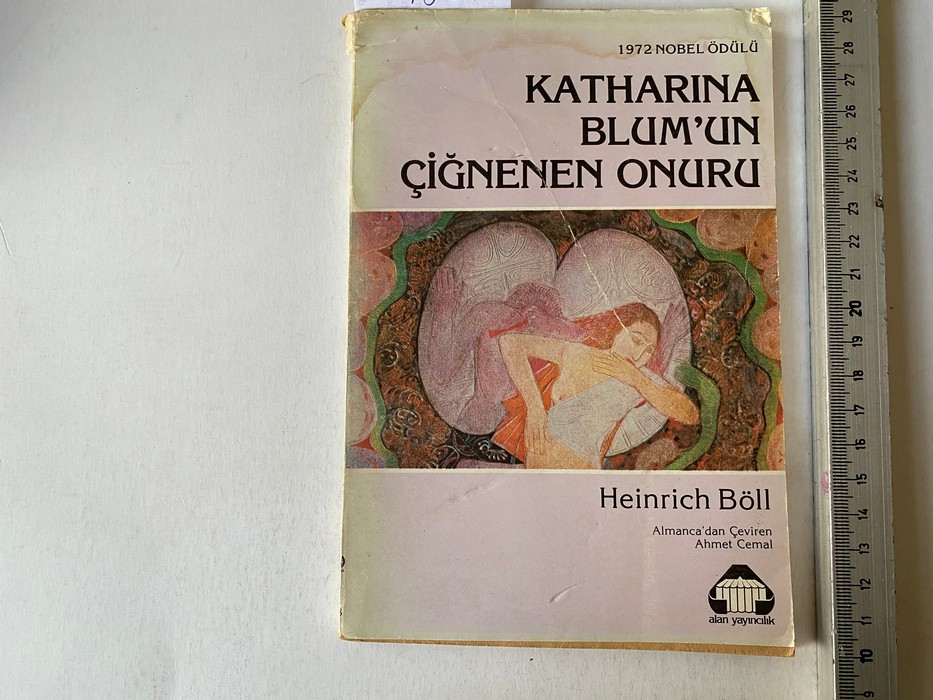 1972 NOBEL ÖDÜLÜ
KATHARINA
BLUM'UN
ÇİĞNENEN ONURU
Heinrich Böll
Almanca'dan Çeviren
Ahmet Cemal
alan yayıncılık
29
28
27
26
25
24
23
22
21
20
19
18
17
16
15
14
13
12
11
10
9